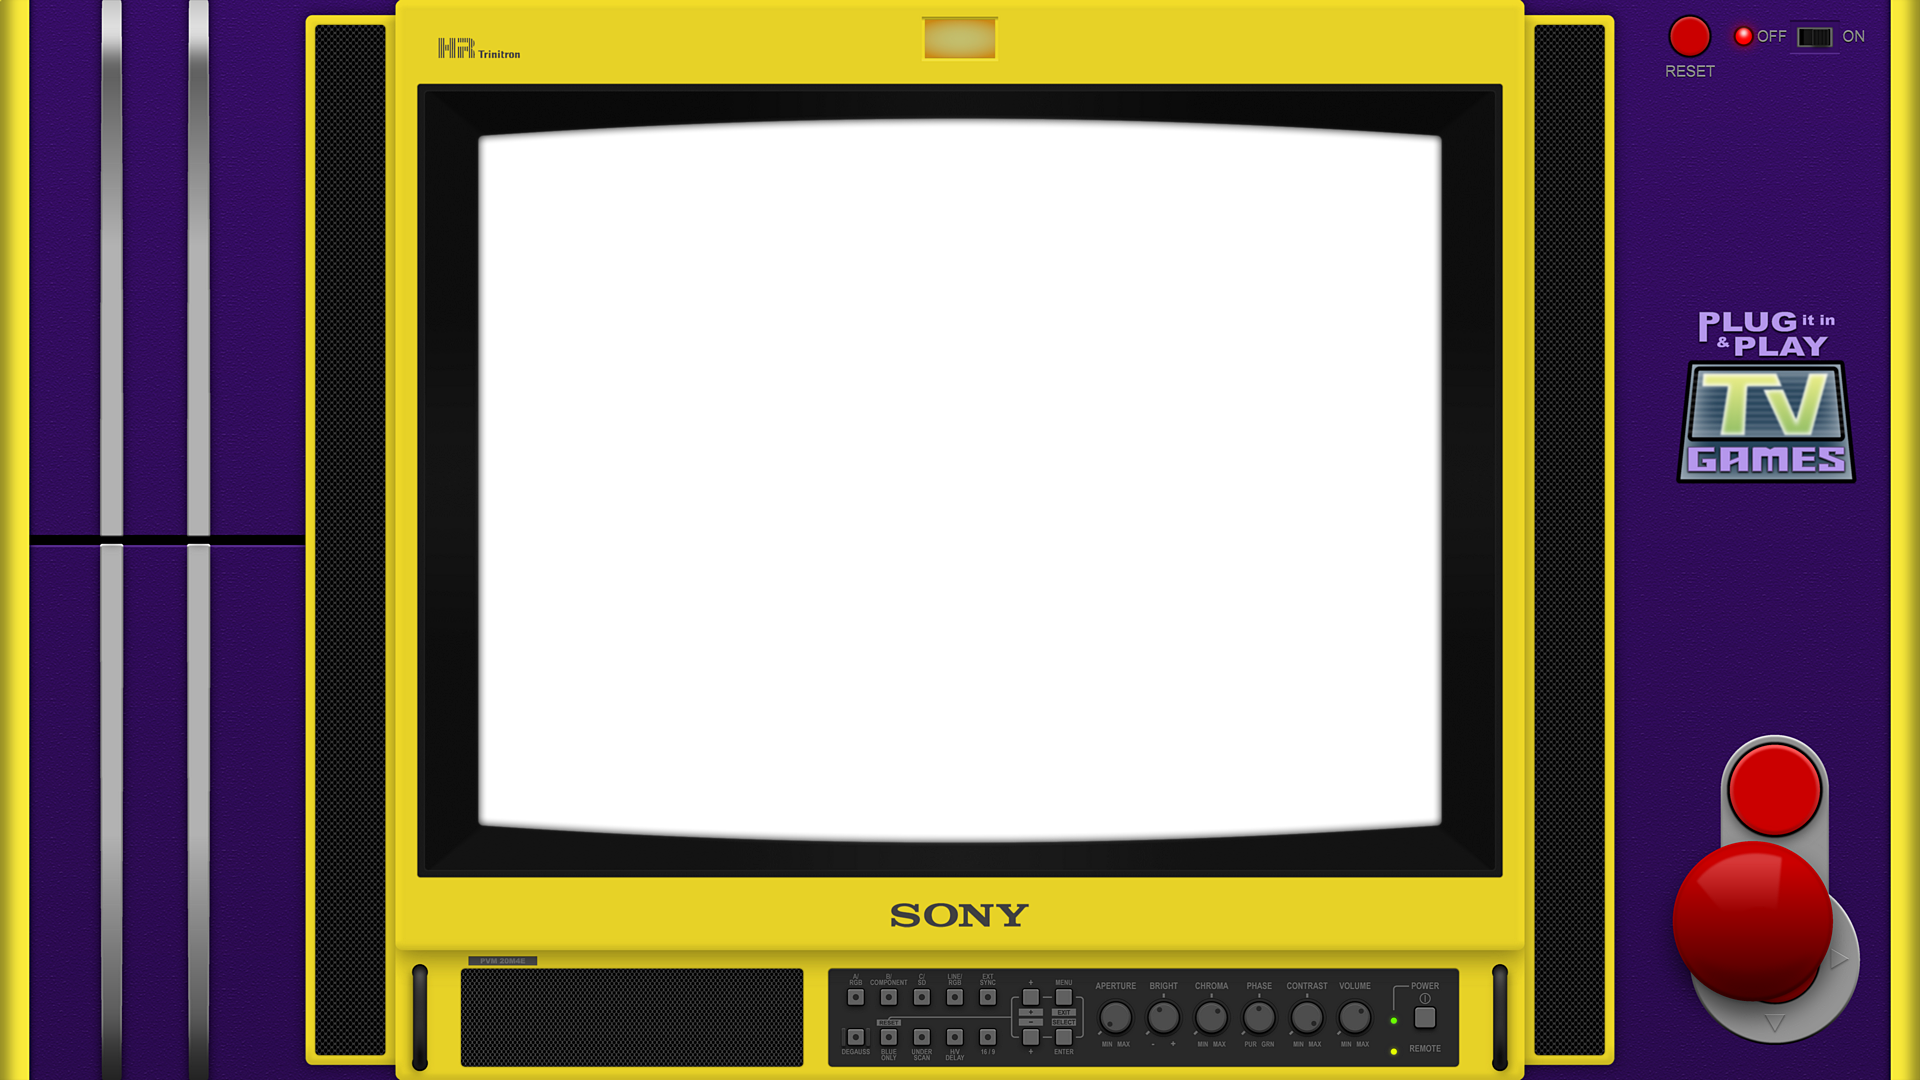 HR Trinitron
OFF ON
RESET
PLUG it in
& PLAY
TV
GAMES
SONY
PVM 20M4E
A/ RGB
B/ COMPONENT
C/ SD
LINE/ RGB
EXT SYNC
+
MENU
+
EXIT
-
SELECT
RESET
DEGAUSS
BLUE ONLY
UNDER SCAN
H/V DELAY
16 / 9
+
ENTER
APERTURE BRIGHT CHROMA PHASE CONTRAST VOLUME
MIN MAX - + MIN MAX PUR GRN MIN MAX MIN MAX
POWER
REMOTE